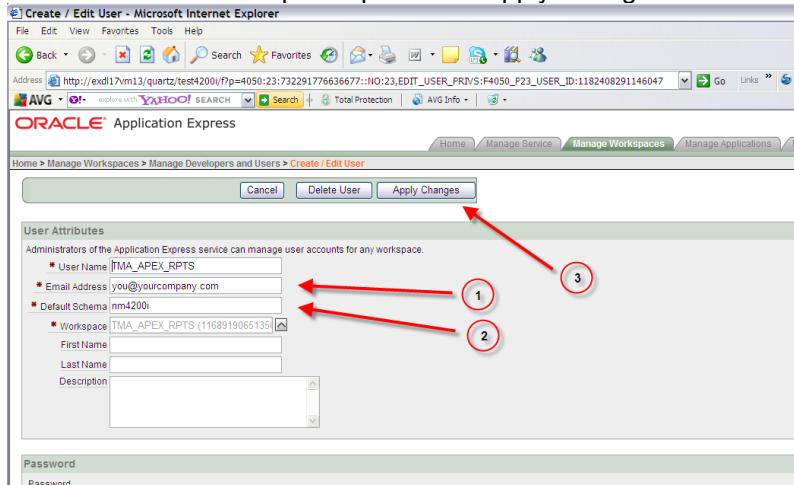 Create / Edit User - Microsoft Internet Explorer
File Edit View Favorites Tools Help
Back Search Favorites
Address http://exdl17vm13/quartz/test4200i/f?p=4050:23:732291776636677::NO:23,EDIT_USER_PRIVS:F4050_P23_USER_ID:1182408291146047 Go Links »
AVG explore with YAHOO! SEARCH Search Total Protection AVG Info
ORACLE Application Express
Home Manage Service Manage Workspaces Manage Applications
Home > Manage Workspaces > Manage Developers and Users > Create / Edit User
Cancel Delete User Apply Changes
User Attributes
Administrators of the Application Express service can manage user accounts for any workspace.
* User Name TMA_APEX_RPTS
* Email Address you@yourcompany.com
* Default Schema nm4200i
* Workspace TMA_APEX_RPTS (116891906513506
First Name
Last Name
Description
1
2
3
Password
Password